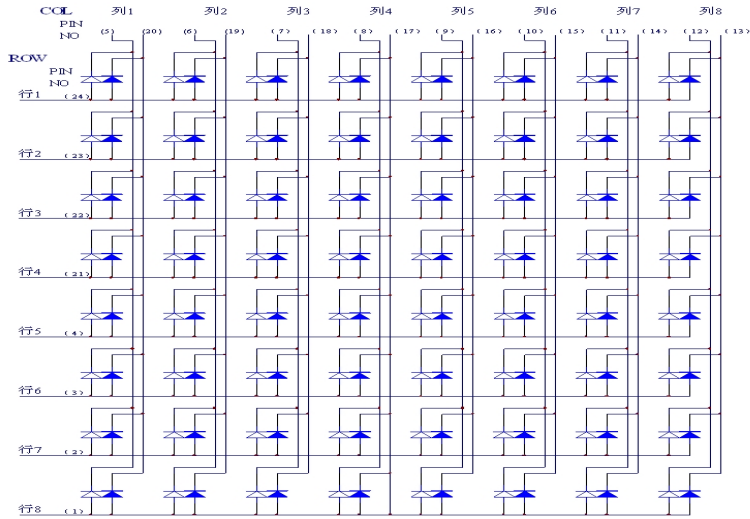 COL 列1 列2 列3 列4 列5 列6 列7 列8
PIN
NO (5) (20) (6) (19) (7) (18) (8) (17) (9) (16) (10) (15) (11) (14) (12) (13)
ROW
PIN
NO
行1 (24)
行2 (23)
行3 (22)
行4 (21)
行5 (4)
行6 (3)
行7 (2)
行8 (1)